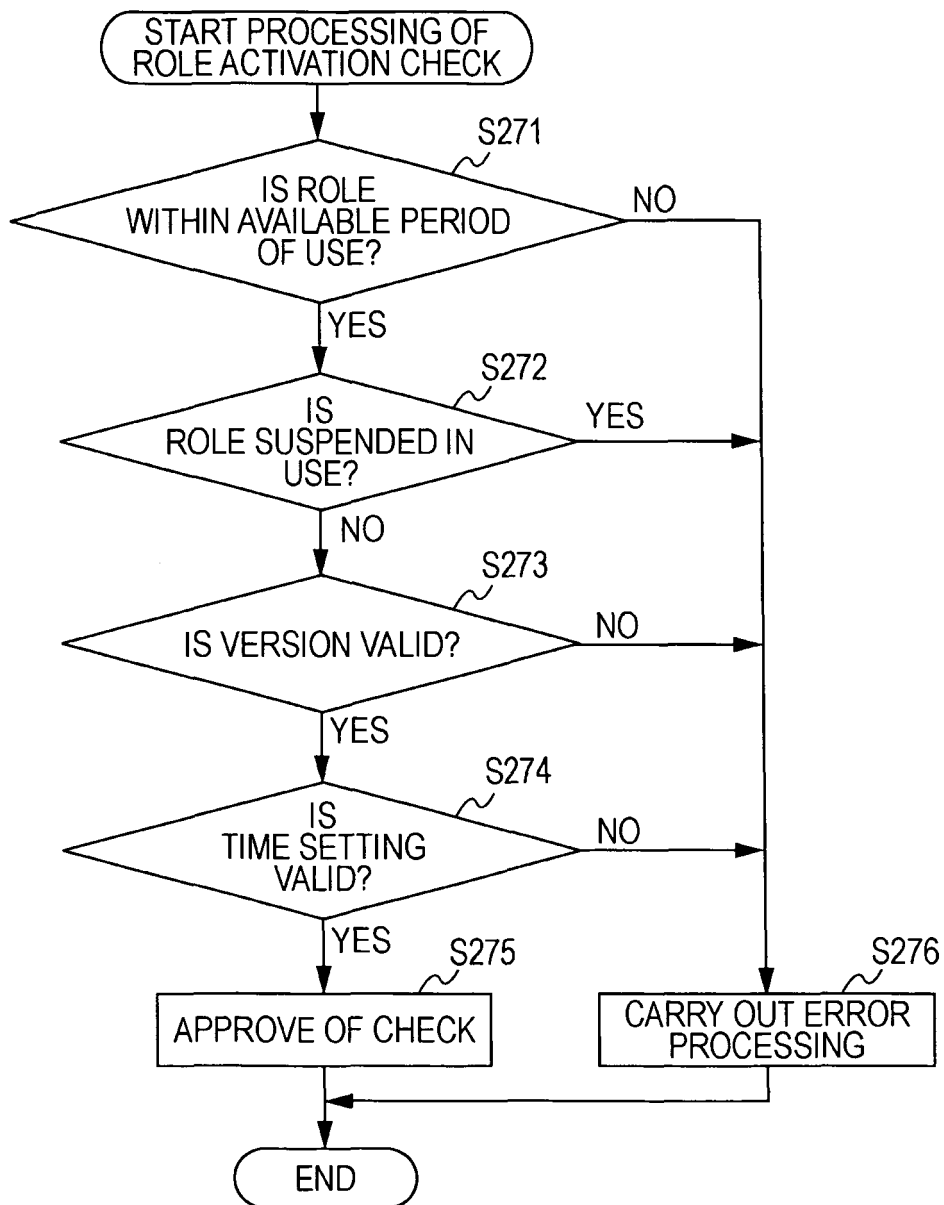 START PROCESSING OF
ROLE ACTIVATION CHECK
S271
IS ROLE
WITHIN AVAILABLE PERIOD
OF USE?
NO
YES
S272
IS
ROLE SUSPENDED IN
USE?
YES
NO
S273
IS VERSION VALID?
NO
YES
S274
IS
TIME SETTING
VALID?
NO
YES
S275
APPROVE OF CHECK
S276
CARRY OUT ERROR
PROCESSING
END